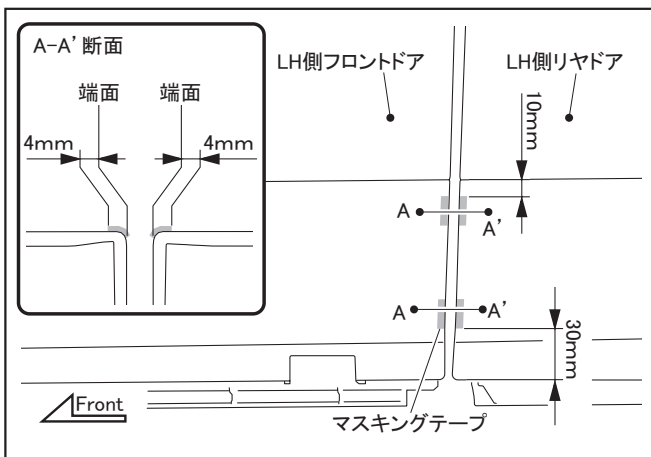 A-A' 断面
端面 端面
4mm 4mm
LH側フロントドア
LH側リヤドア
10mm
A A'
A A'
30mm
Front
マスキングテープ